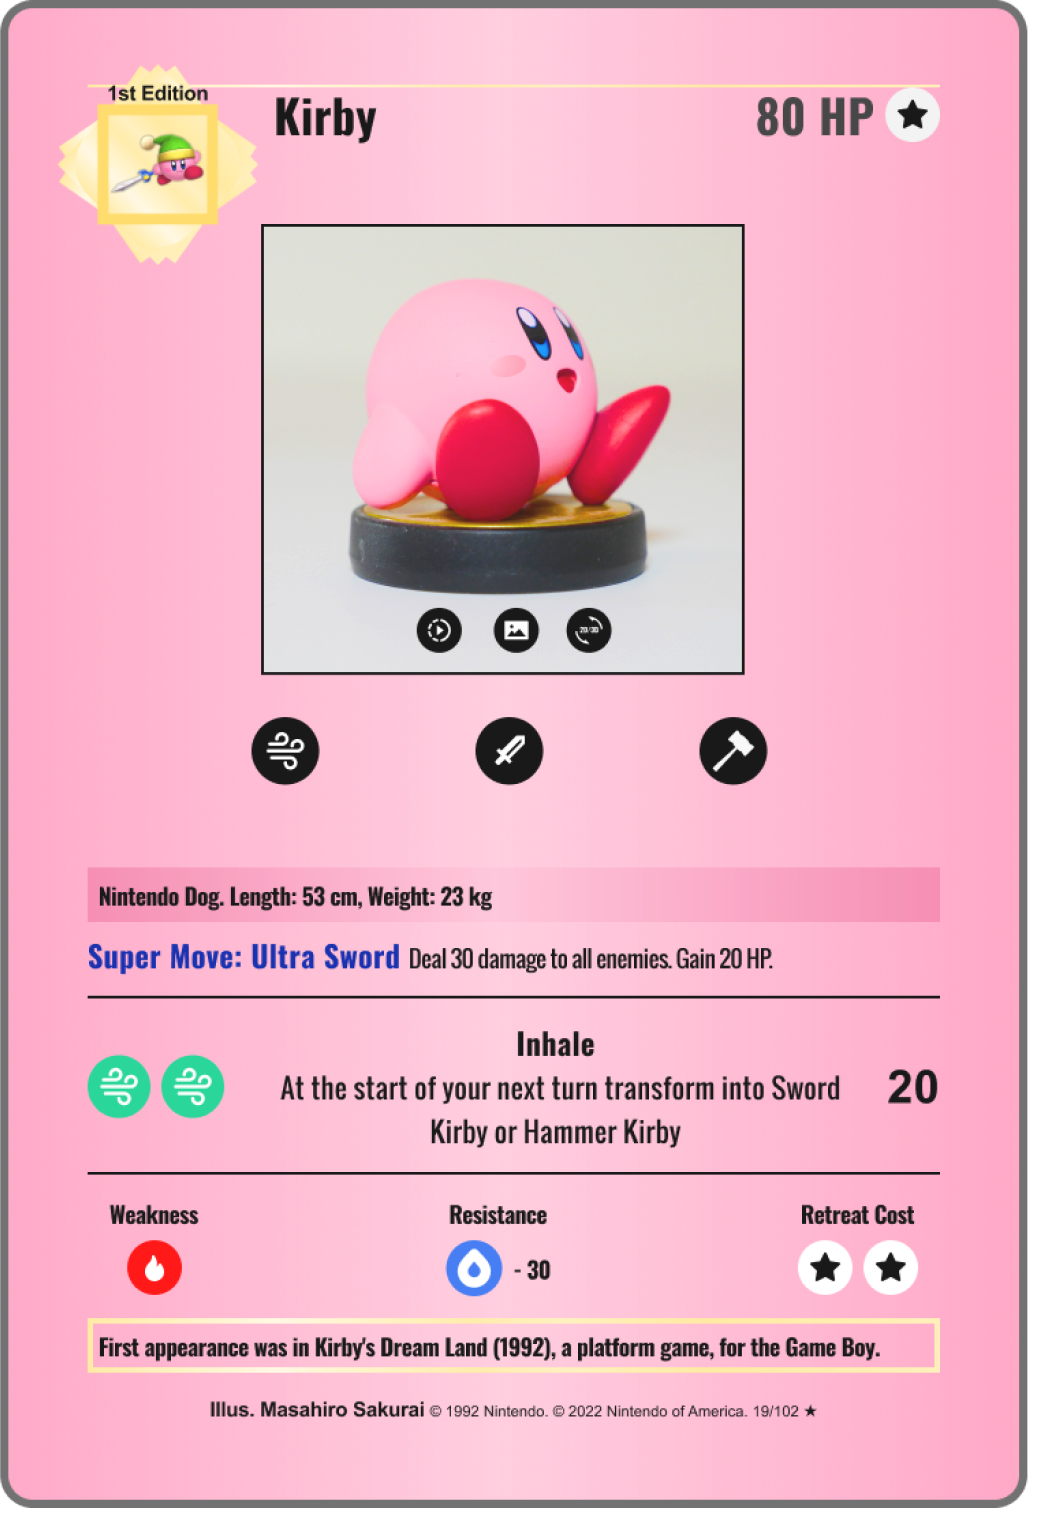 1st Edition
Kirby
80 HP
Nintendo Dog. Length: 53 cm, Weight: 23 kg
Super Move: Ultra Sword Deal 30 damage to all enemies. Gain 20 HP.
Inhale
At the start of your next turn transform into Sword
Kirby or Hammer Kirby
20
Weakness
Resistance
Retreat Cost
- 30
First appearance was in Kirby's Dream Land (1992), a platform game, for the Game Boy.
Illus. Masahiro Sakurai © 1992 Nintendo. © 2022 Nintendo of America. 19/102 ★